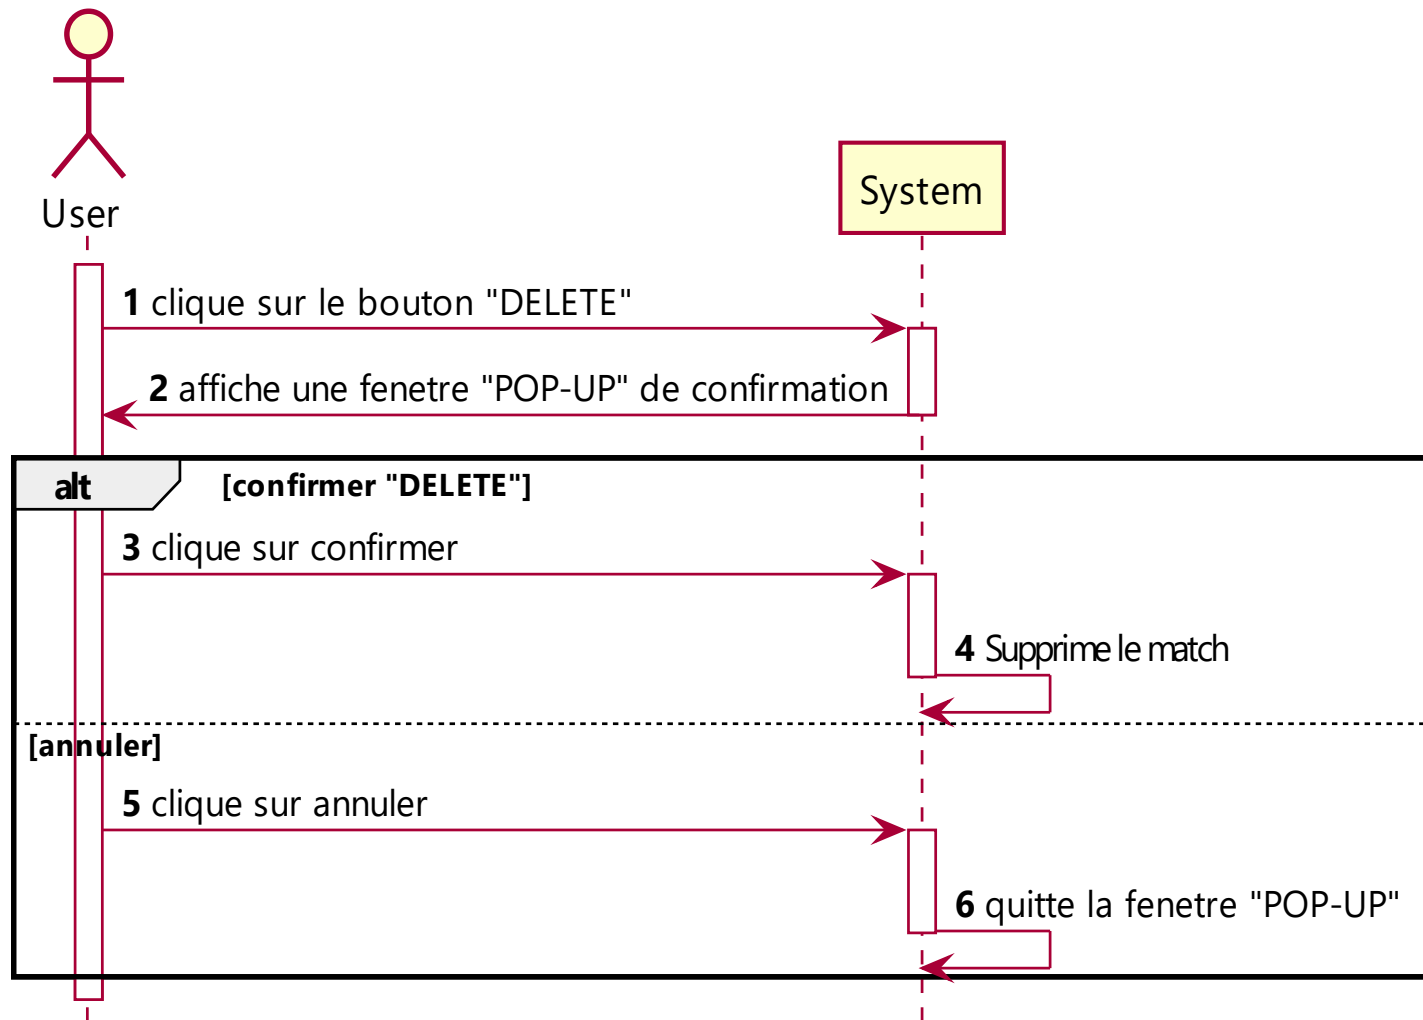 User
System
1 clique sur le bouton "DELETE"
2 affiche une fenetre "POP-UP" de confirmation
alt [confirmer "DELETE"]
3 clique sur confirmer
4 Supprime le match
[annuler]
5 clique sur annuler
6 quitte la fenetre "POP-UP"